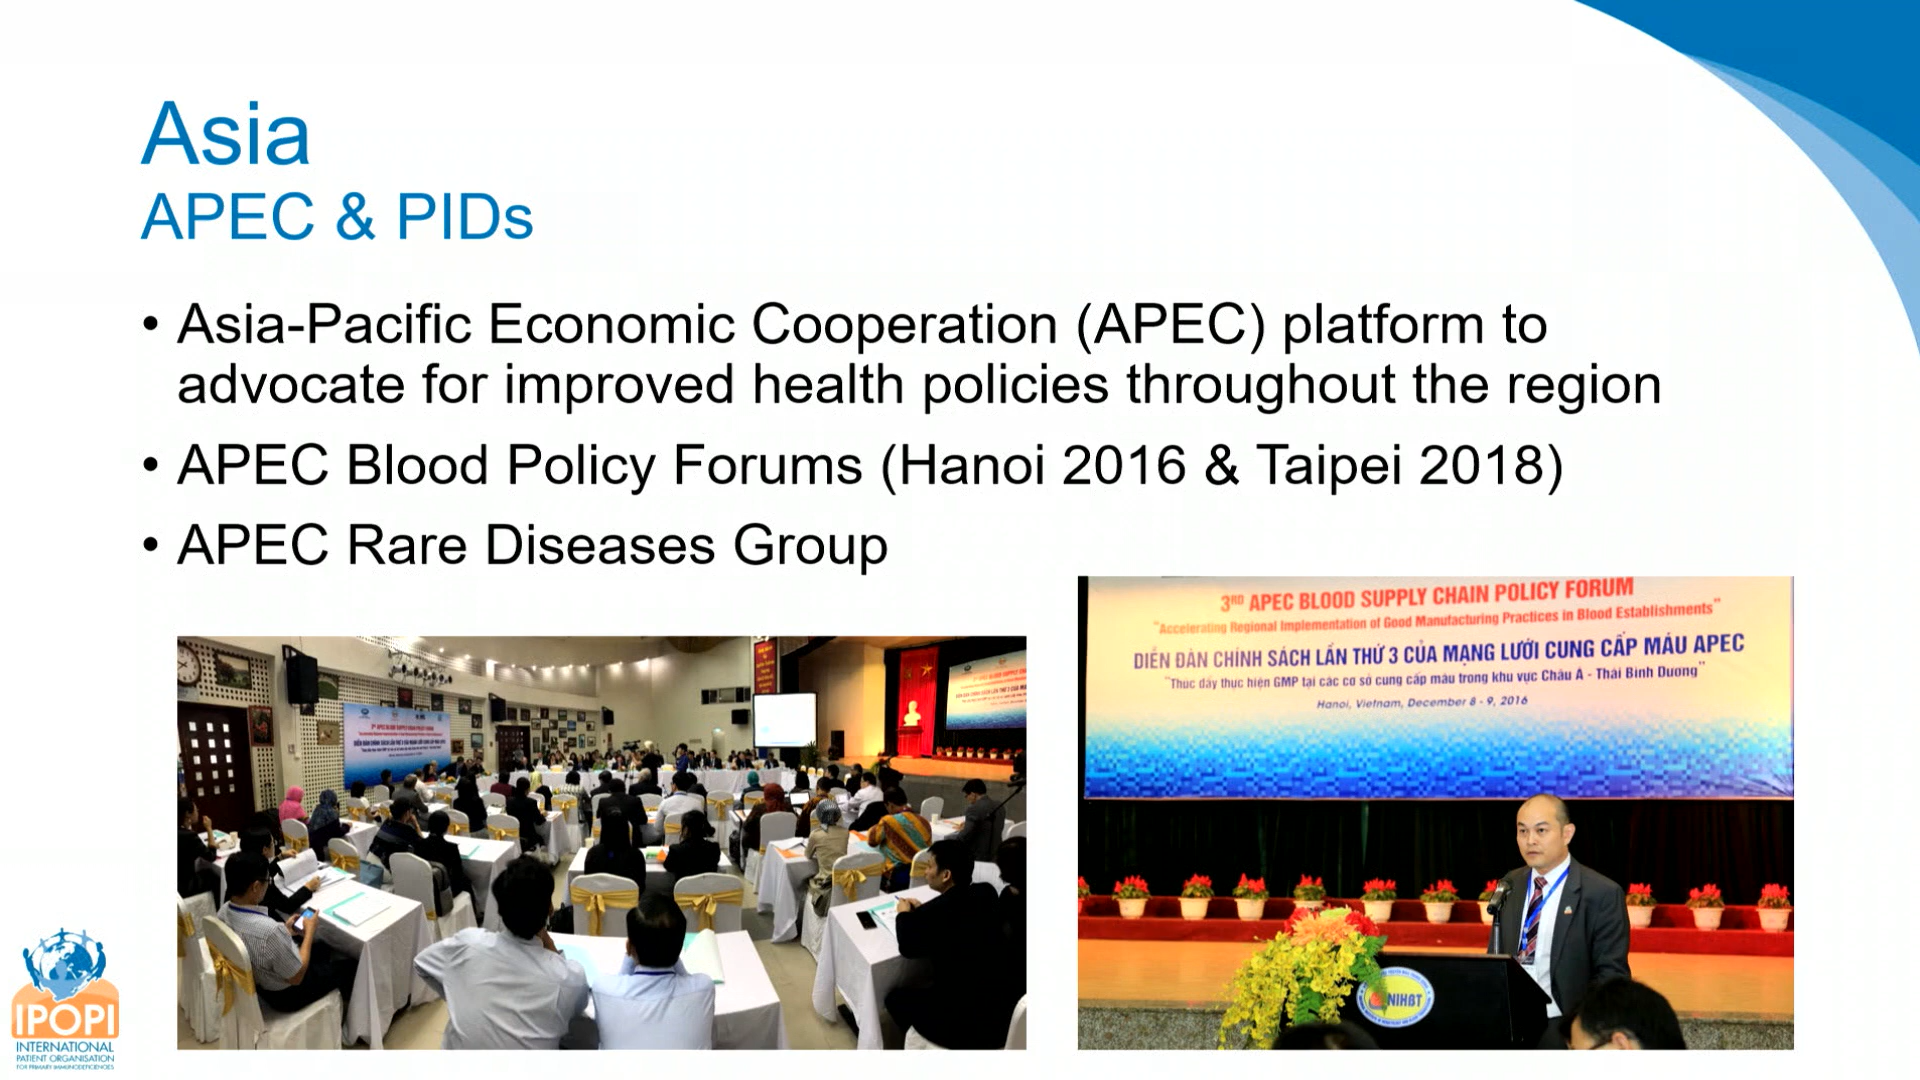 Asia
APEC & PIDs
• Asia-Pacific Economic Cooperation (APEC) platform to
advocate for improved health policies throughout the region
• APEC Blood Policy Forums (Hanoi 2016 & Taipei 2018)
• APEC Rare Diseases Group
3RD APEC BLOOD SUPPLY CHAIN POLICY FORUM
"Accelerating Regional Implementation of Good Manufacturing Practices in Blood Establishments"
DIỄN ĐÀN CHÍNH SÁCH LẦN THỨ 3 CỦA MẠNG LƯỚI CUNG CẤP MÁU APEC
"Thúc đẩy thực hiện GMP tại các cơ sở cung cấp máu trong khu vực Châu Á - Thái Bình Dương"
Hanoi, Vietnam, December 8 - 9, 2016
NIHBT
IPOPI
INTERNATIONAL
PATIENT ORGANISATION
FOR PRIMARY IMMUNODEFICIENCIES